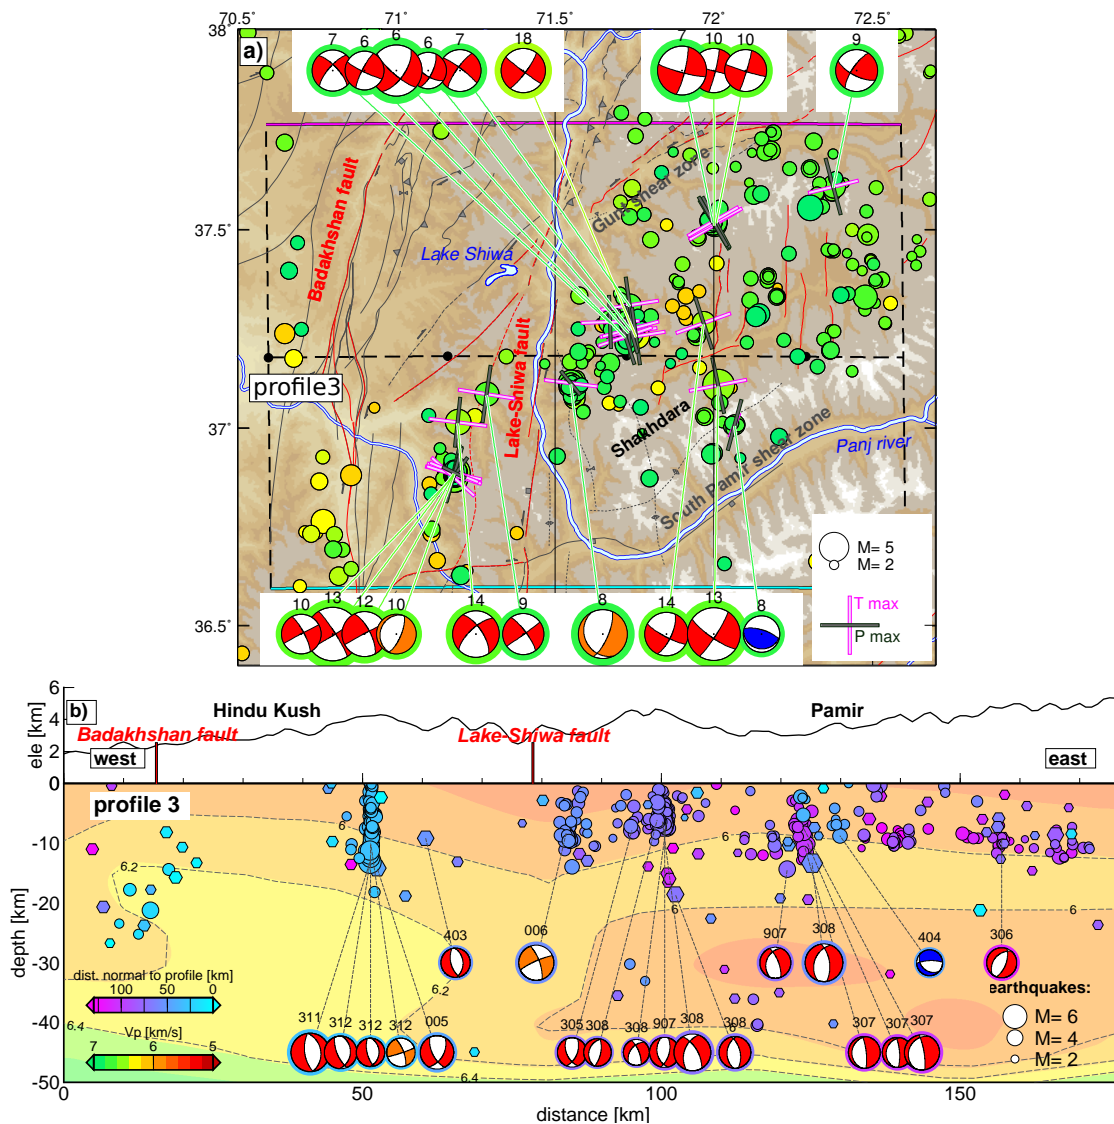 70.5˚ 71˚ 71.5˚ 72˚ 72.5˚
38˚
a)
7 6 6 6 7 18 7 10 10 9
Badakhshan fault
Gunt shear zone
37.5˚
Lake Shiwa
profile3
Lake-Shiwa fault
Shakhdara
37˚
South Pamir shear zone
Panj river
M= 5
M= 2
T max
P max
10 13 12 10 14 9 8 14 13 8
36.5˚
6
4
2
0
ele [km]
b)
Hindu Kush
Pamir
Badakhshan fault
Lake-Shiwa fault
west
east
profile 3
0
-10
-20
-30
-40
-50
depth [km]
6
6
6.2
6
6.2
6.4
6
6.4
403 006 907 308 404 306
dist. normal to profile [km]
100 50 0
Vp [km/s]
7 6 5
311 312 312 312 005 305 308 308 907 308 308 307 307 307
earthquakes:
M= 6
M= 4
M= 2
0 50 100 150
distance [km]